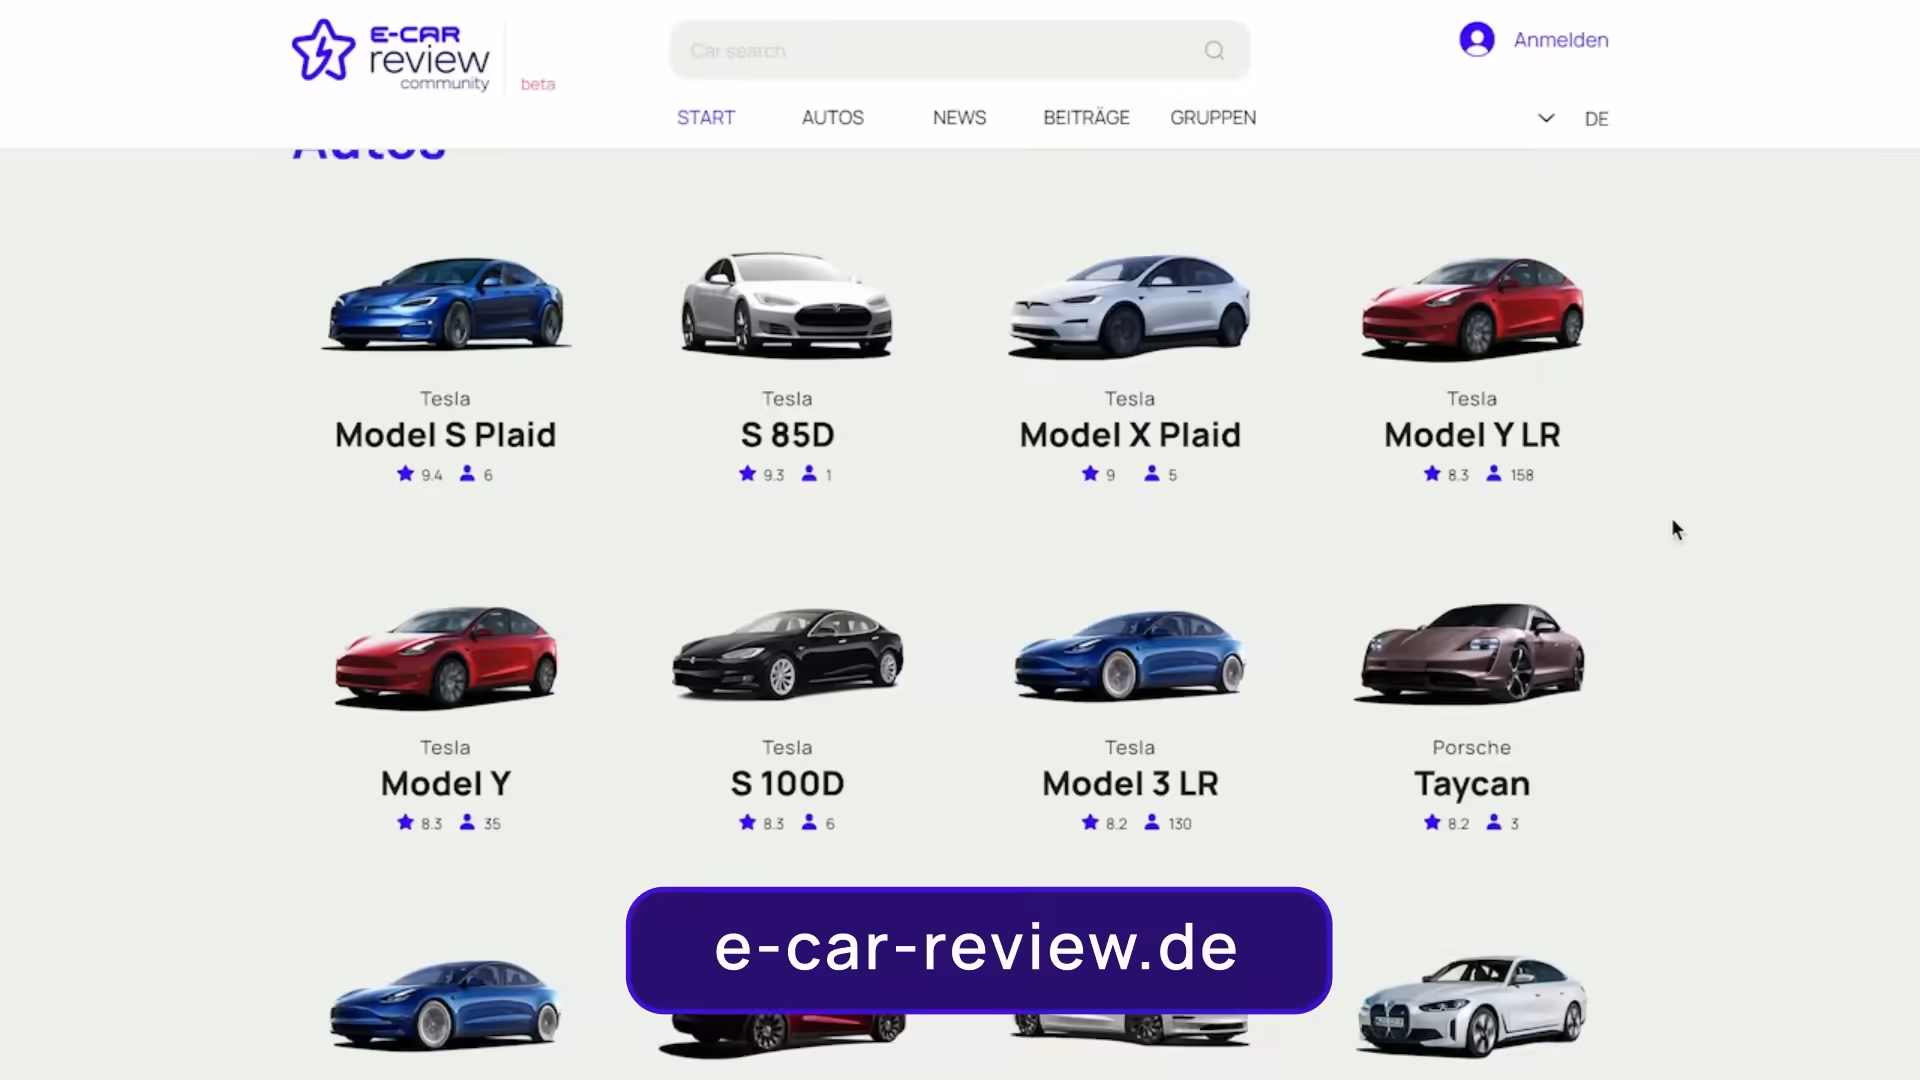 E-CAR
review
community
beta
Car search
Anmelden
START AUTOS NEWS BEITRÄGE GRUPPEN
DE
Autos
Tesla
Model S Plaid
9.4 6
Tesla
S 85D
9.3 1
Tesla
Model X Plaid
9 5
Tesla
Model Y LR
8.3 158
Tesla
Model Y
8.3 35
Tesla
S 100D
8.3 6
Tesla
Model 3 LR
8.2 130
Porsche
Taycan
8.2 3
e-car-review.de